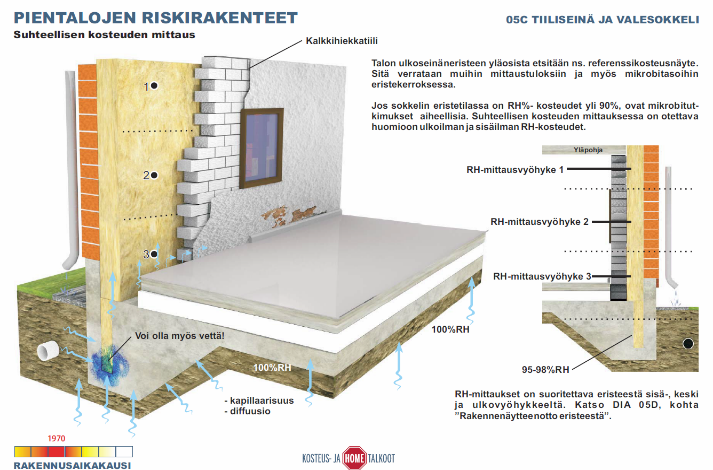 PIENTALOJEN RISKIRAKENTEET
05C TIILISEINÄ JA VALESOKKELI
Suhteellisen kosteuden mittaus
Kalkkihiekkatiili
Talon ulkoseinäneristeen yläosista etsitään ns. referenssikosteusnäyte.
Sitä verrataan muihin mittaustuloksiin ja myös mikrobitasoihin
eristekerroksessa.
Jos sokkelin eristetilassa on RH%- kosteudet yli 90%, ovat mikrobitut-
kimukset aiheellisia. Suhteellisen kosteuden mittauksessa on otettava
huomioon ulkoilman ja sisäilman RH-kosteudet.
1
2
3
Yläpohja
RH-mittausvyöhyke 1
RH-mittausvyöhyke 2
RH-mittausvyöhyke 3
95-98%RH
Voi olla myös vettä!
100%RH
100%RH
- kapillaarisuus
- diffuusio
RH-mittaukset on suoritettava eristeestä sisä-, keski
ja ulkovyöhykkeeltä. Katso DIA 05D, kohta
"Rakennenäytteenotto eristeestä".
1970
RAKENNUSAIKAKAUSI
KOSTEUS- JA HOME TALKOOT